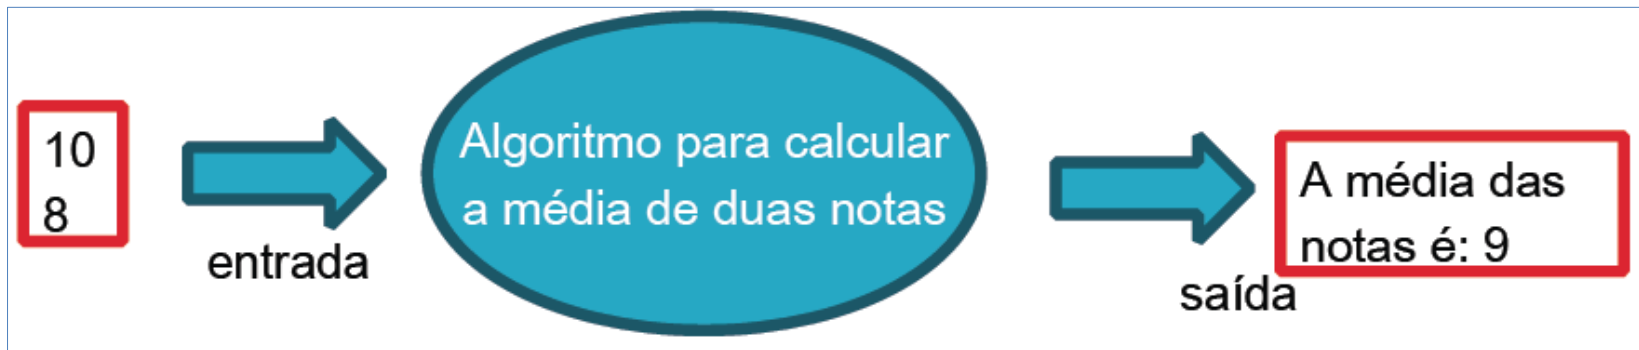 10
8
entrada
Algoritmo para calcular
a média de duas notas
saída
A média das
notas é: 9